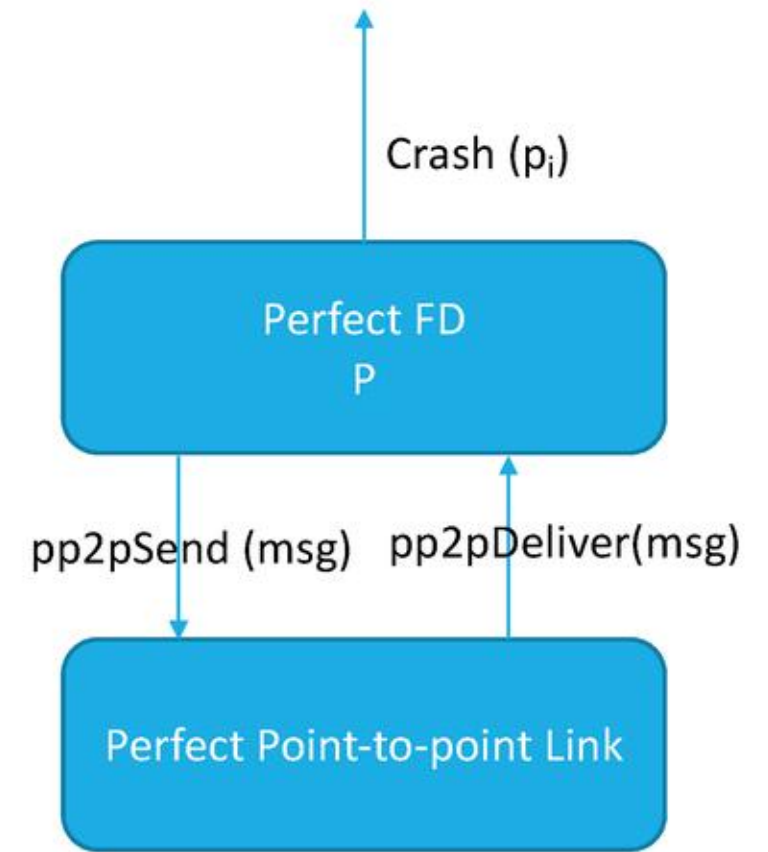 Crash (pᵢ)
Perfect FD
P
pp2pSend (msg)
pp2pDeliver(msg)
Perfect Point-to-point Link